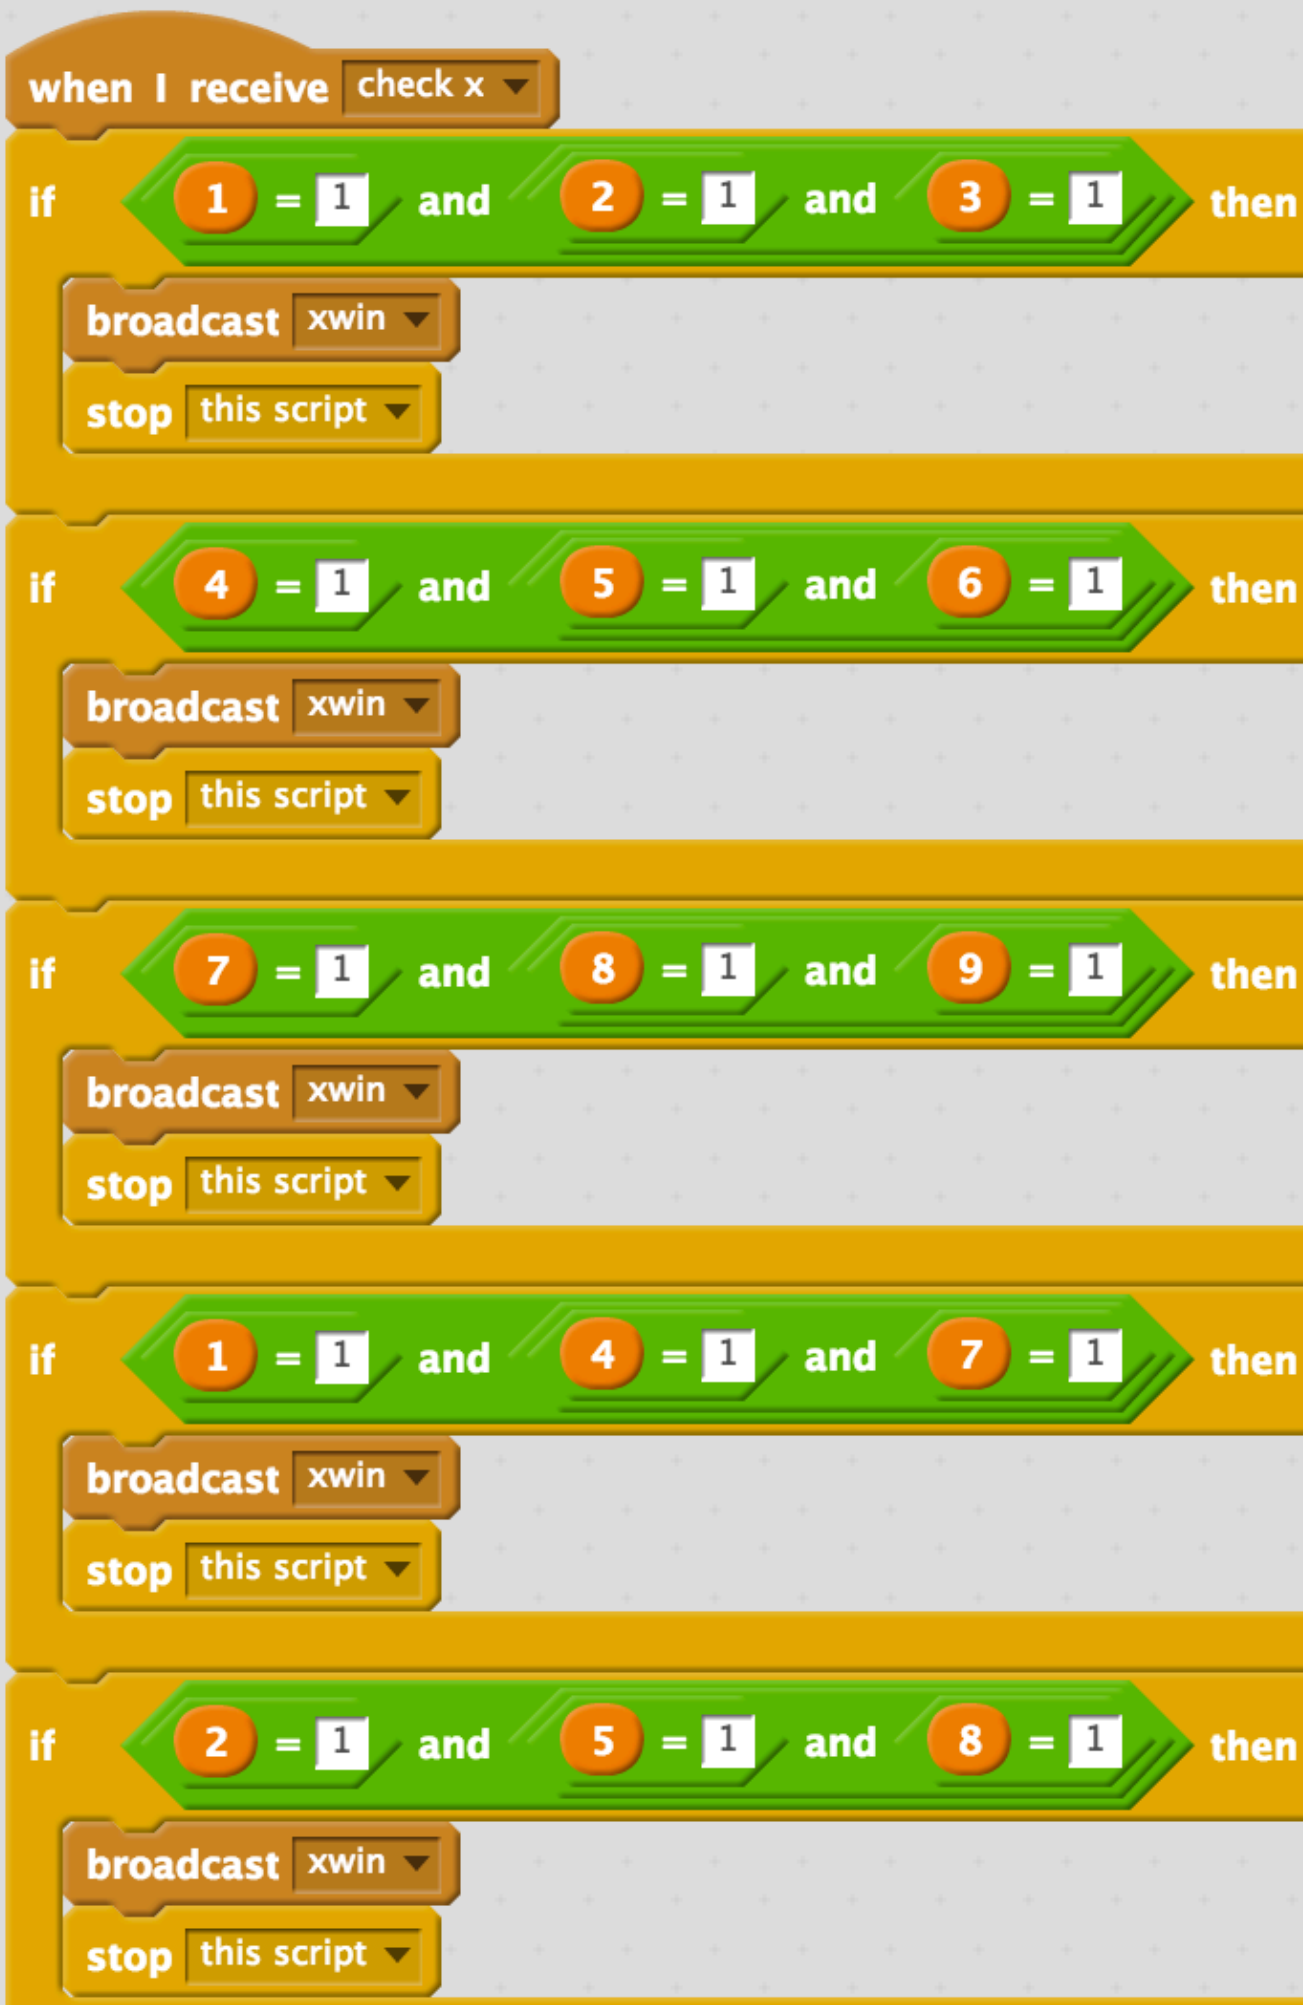 when I receive check x
if 1 = 1 and 2 = 1 and 3 = 1 then
broadcast xwin
stop this script
if 4 = 1 and 5 = 1 and 6 = 1 then
broadcast xwin
stop this script
if 7 = 1 and 8 = 1 and 9 = 1 then
broadcast xwin
stop this script
if 1 = 1 and 4 = 1 and 7 = 1 then
broadcast xwin
stop this script
if 2 = 1 and 5 = 1 and 8 = 1 then
broadcast xwin
stop this script